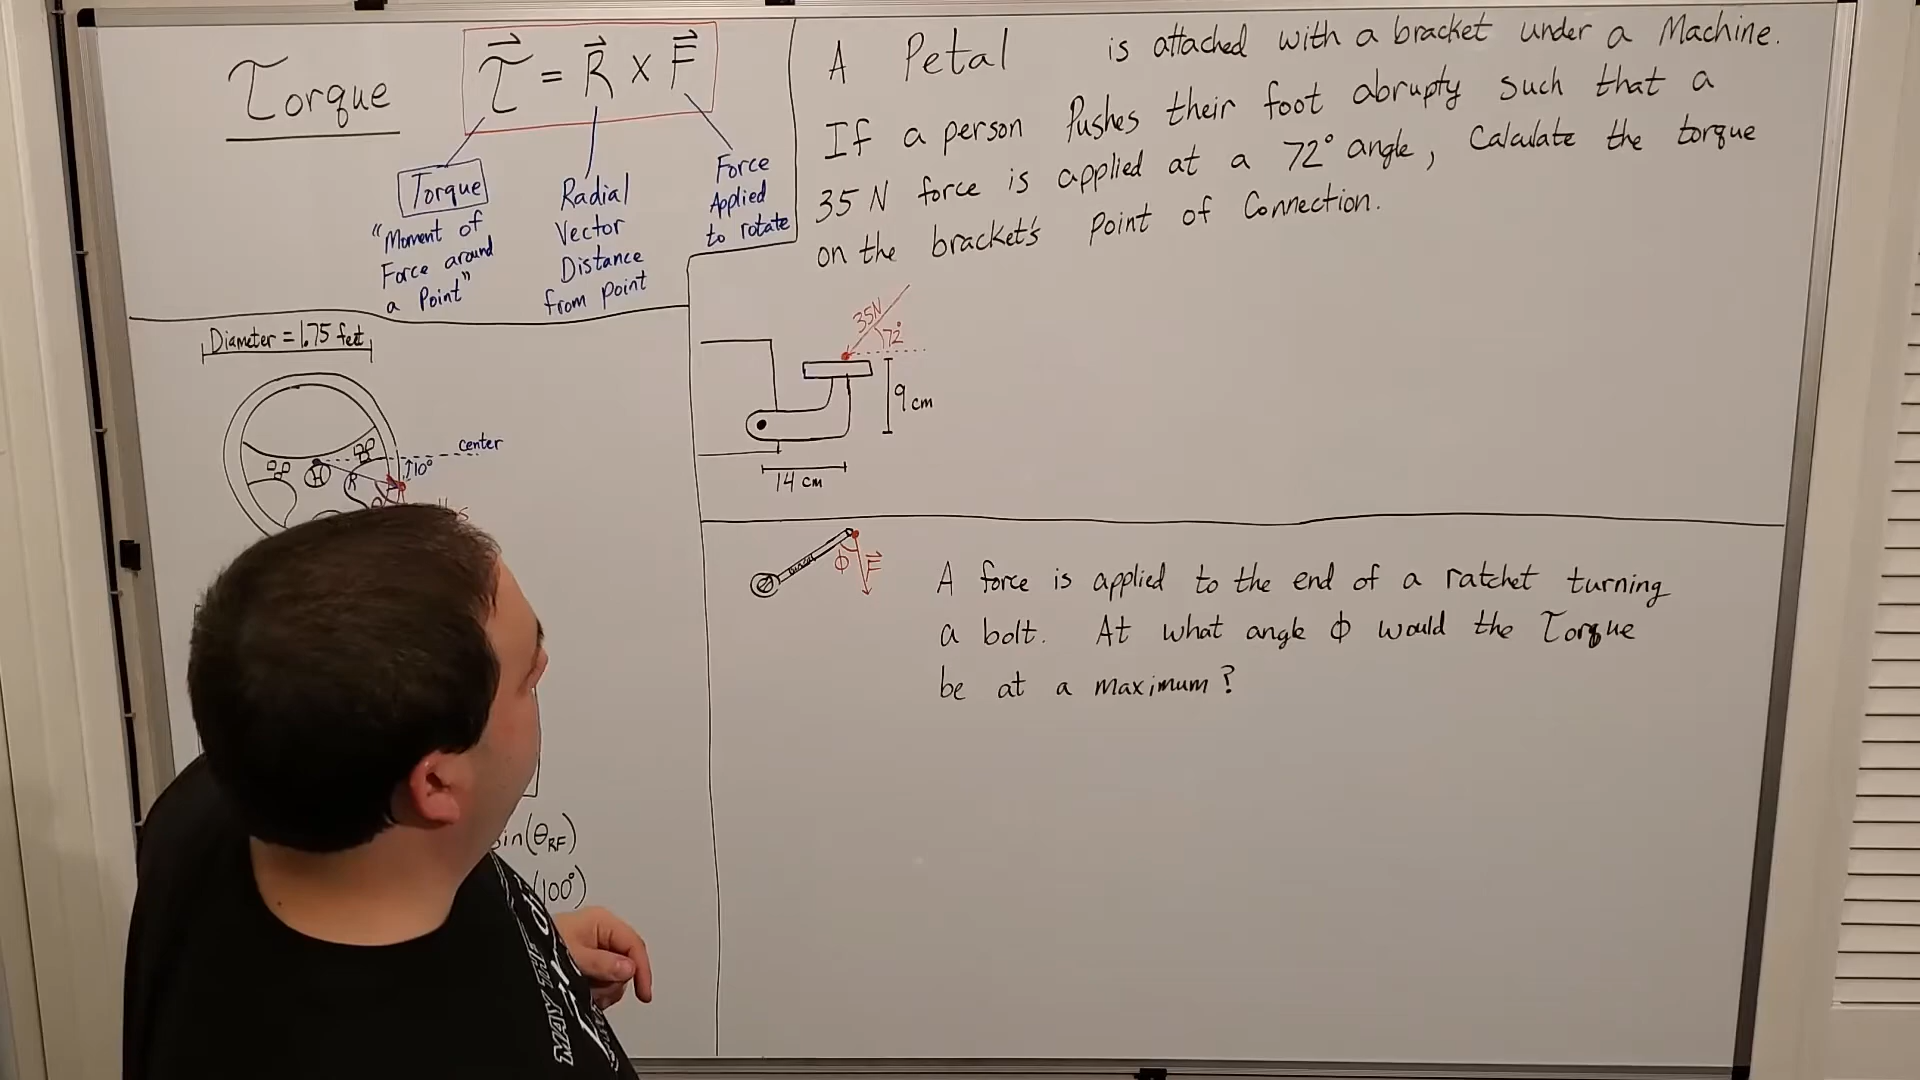 Torque
τ = R x F
Torque
"Moment of
Force around
a Point"
Radial
Vector
Distance
from point
Force
Applied
to rotate
A Petal is attached with a bracket under a Machine.
If a person Pushes their foot abrupty such that a
35 N force is applied at a 72° angle, Calculate the torque
on the bracket's Point of Connection.
Diameter = 1.75 feet
center
10°
H
R
35N
72°
9 cm
14 cm
ϕ
F
A force is applied to the end of a ratchet turning
a bolt. At what angle ϕ would the Torque
be at a maximum?
sin(θRF)
(100°)
MAY THE